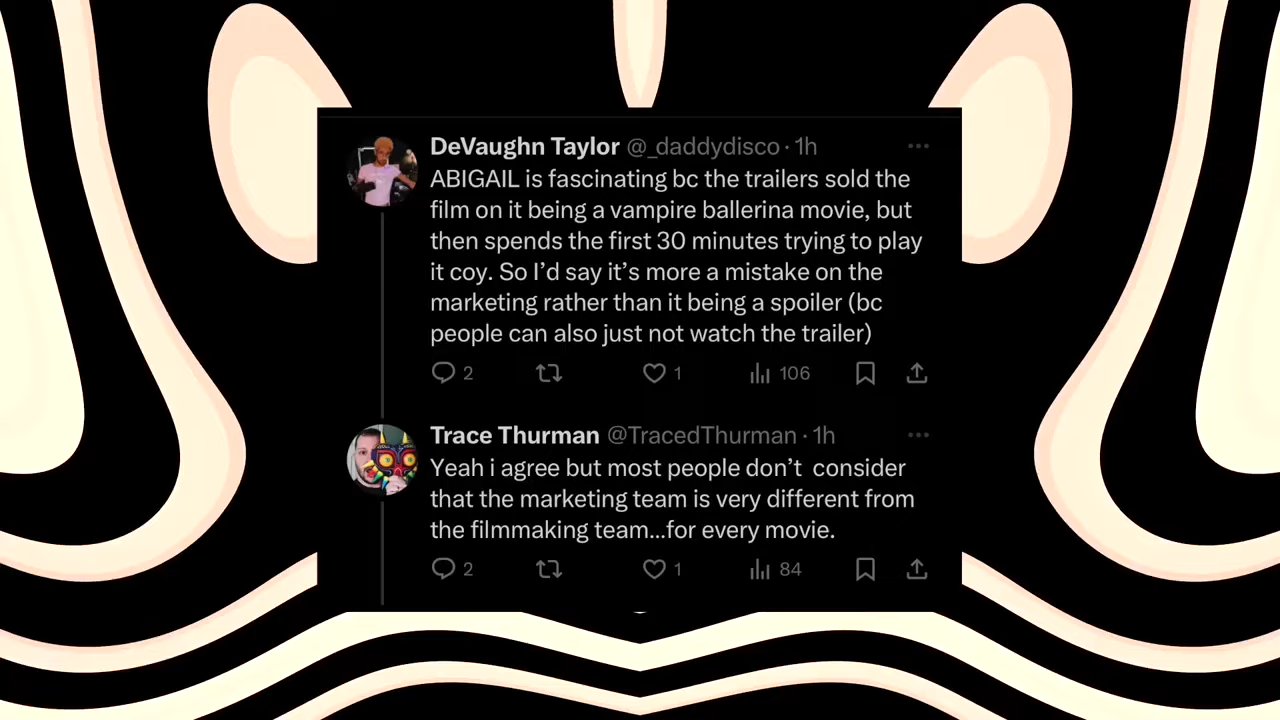 DeVaughn Taylor @_daddydisco · 1h
ABIGAIL is fascinating bc the trailers sold the
film on it being a vampire ballerina movie, but
then spends the first 30 minutes trying to play
it coy. So I’d say it’s more a mistake on the
marketing rather than it being a spoiler (bc
people can also just not watch the trailer)
2 1 106
Trace Thurman @TracedThurman · 1h
Yeah i agree but most people don’t  consider
that the marketing team is very different from
the filmmaking team...for every movie.
2 1 84